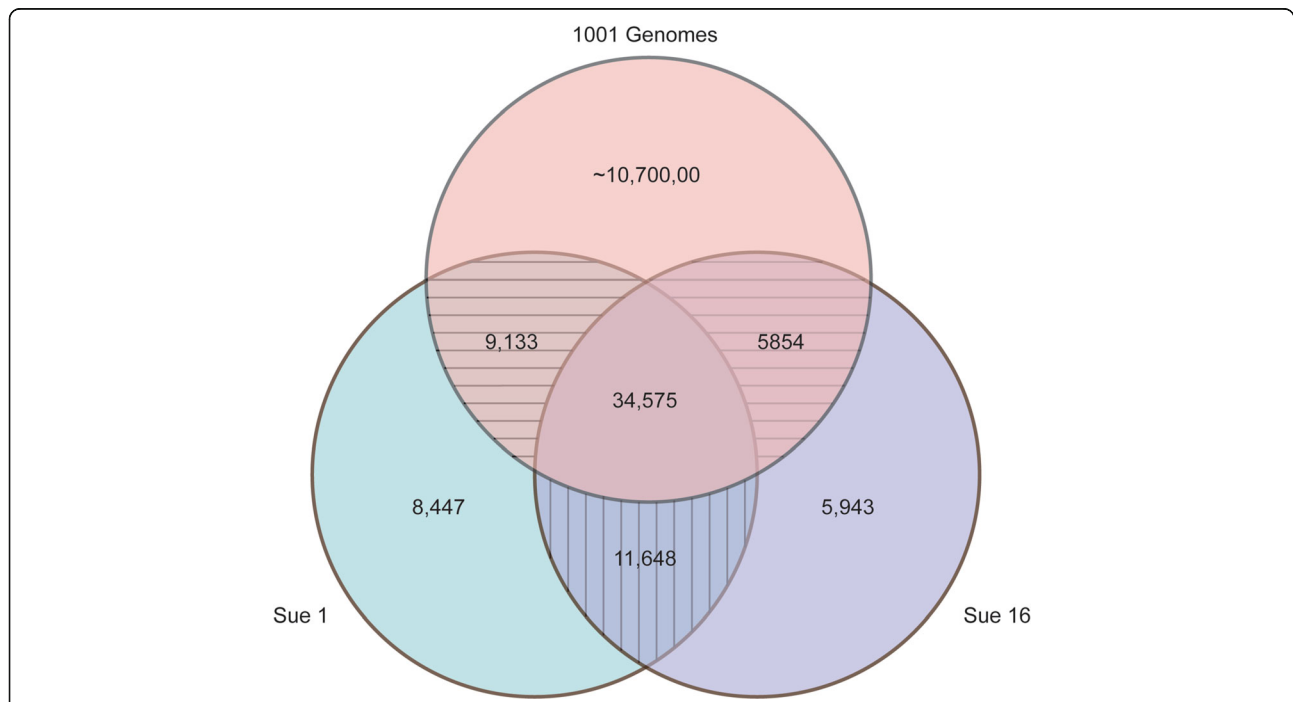 1001 Genomes
~10,700,00
9,133
5854
34,575
8,447
5,943
11,648
Sue 1
Sue 16